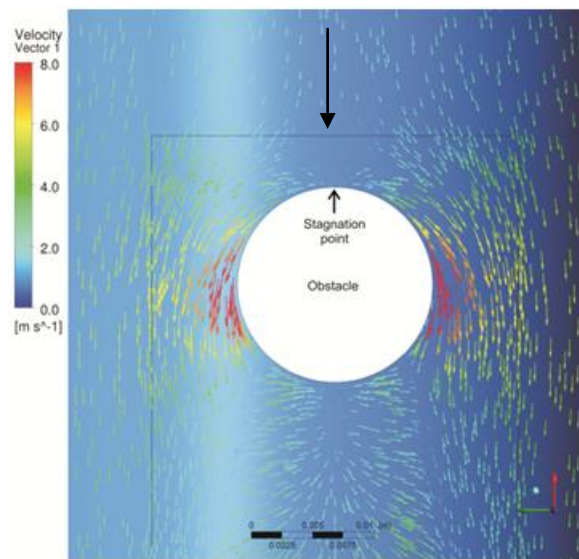 Velocity
Vector 1
8.0
6.0
4.0
2.0
0.0
[m s^-1]
Stagnation
point
Obstacle
0 0.005 0.01 (m)
0.0025 0.0075